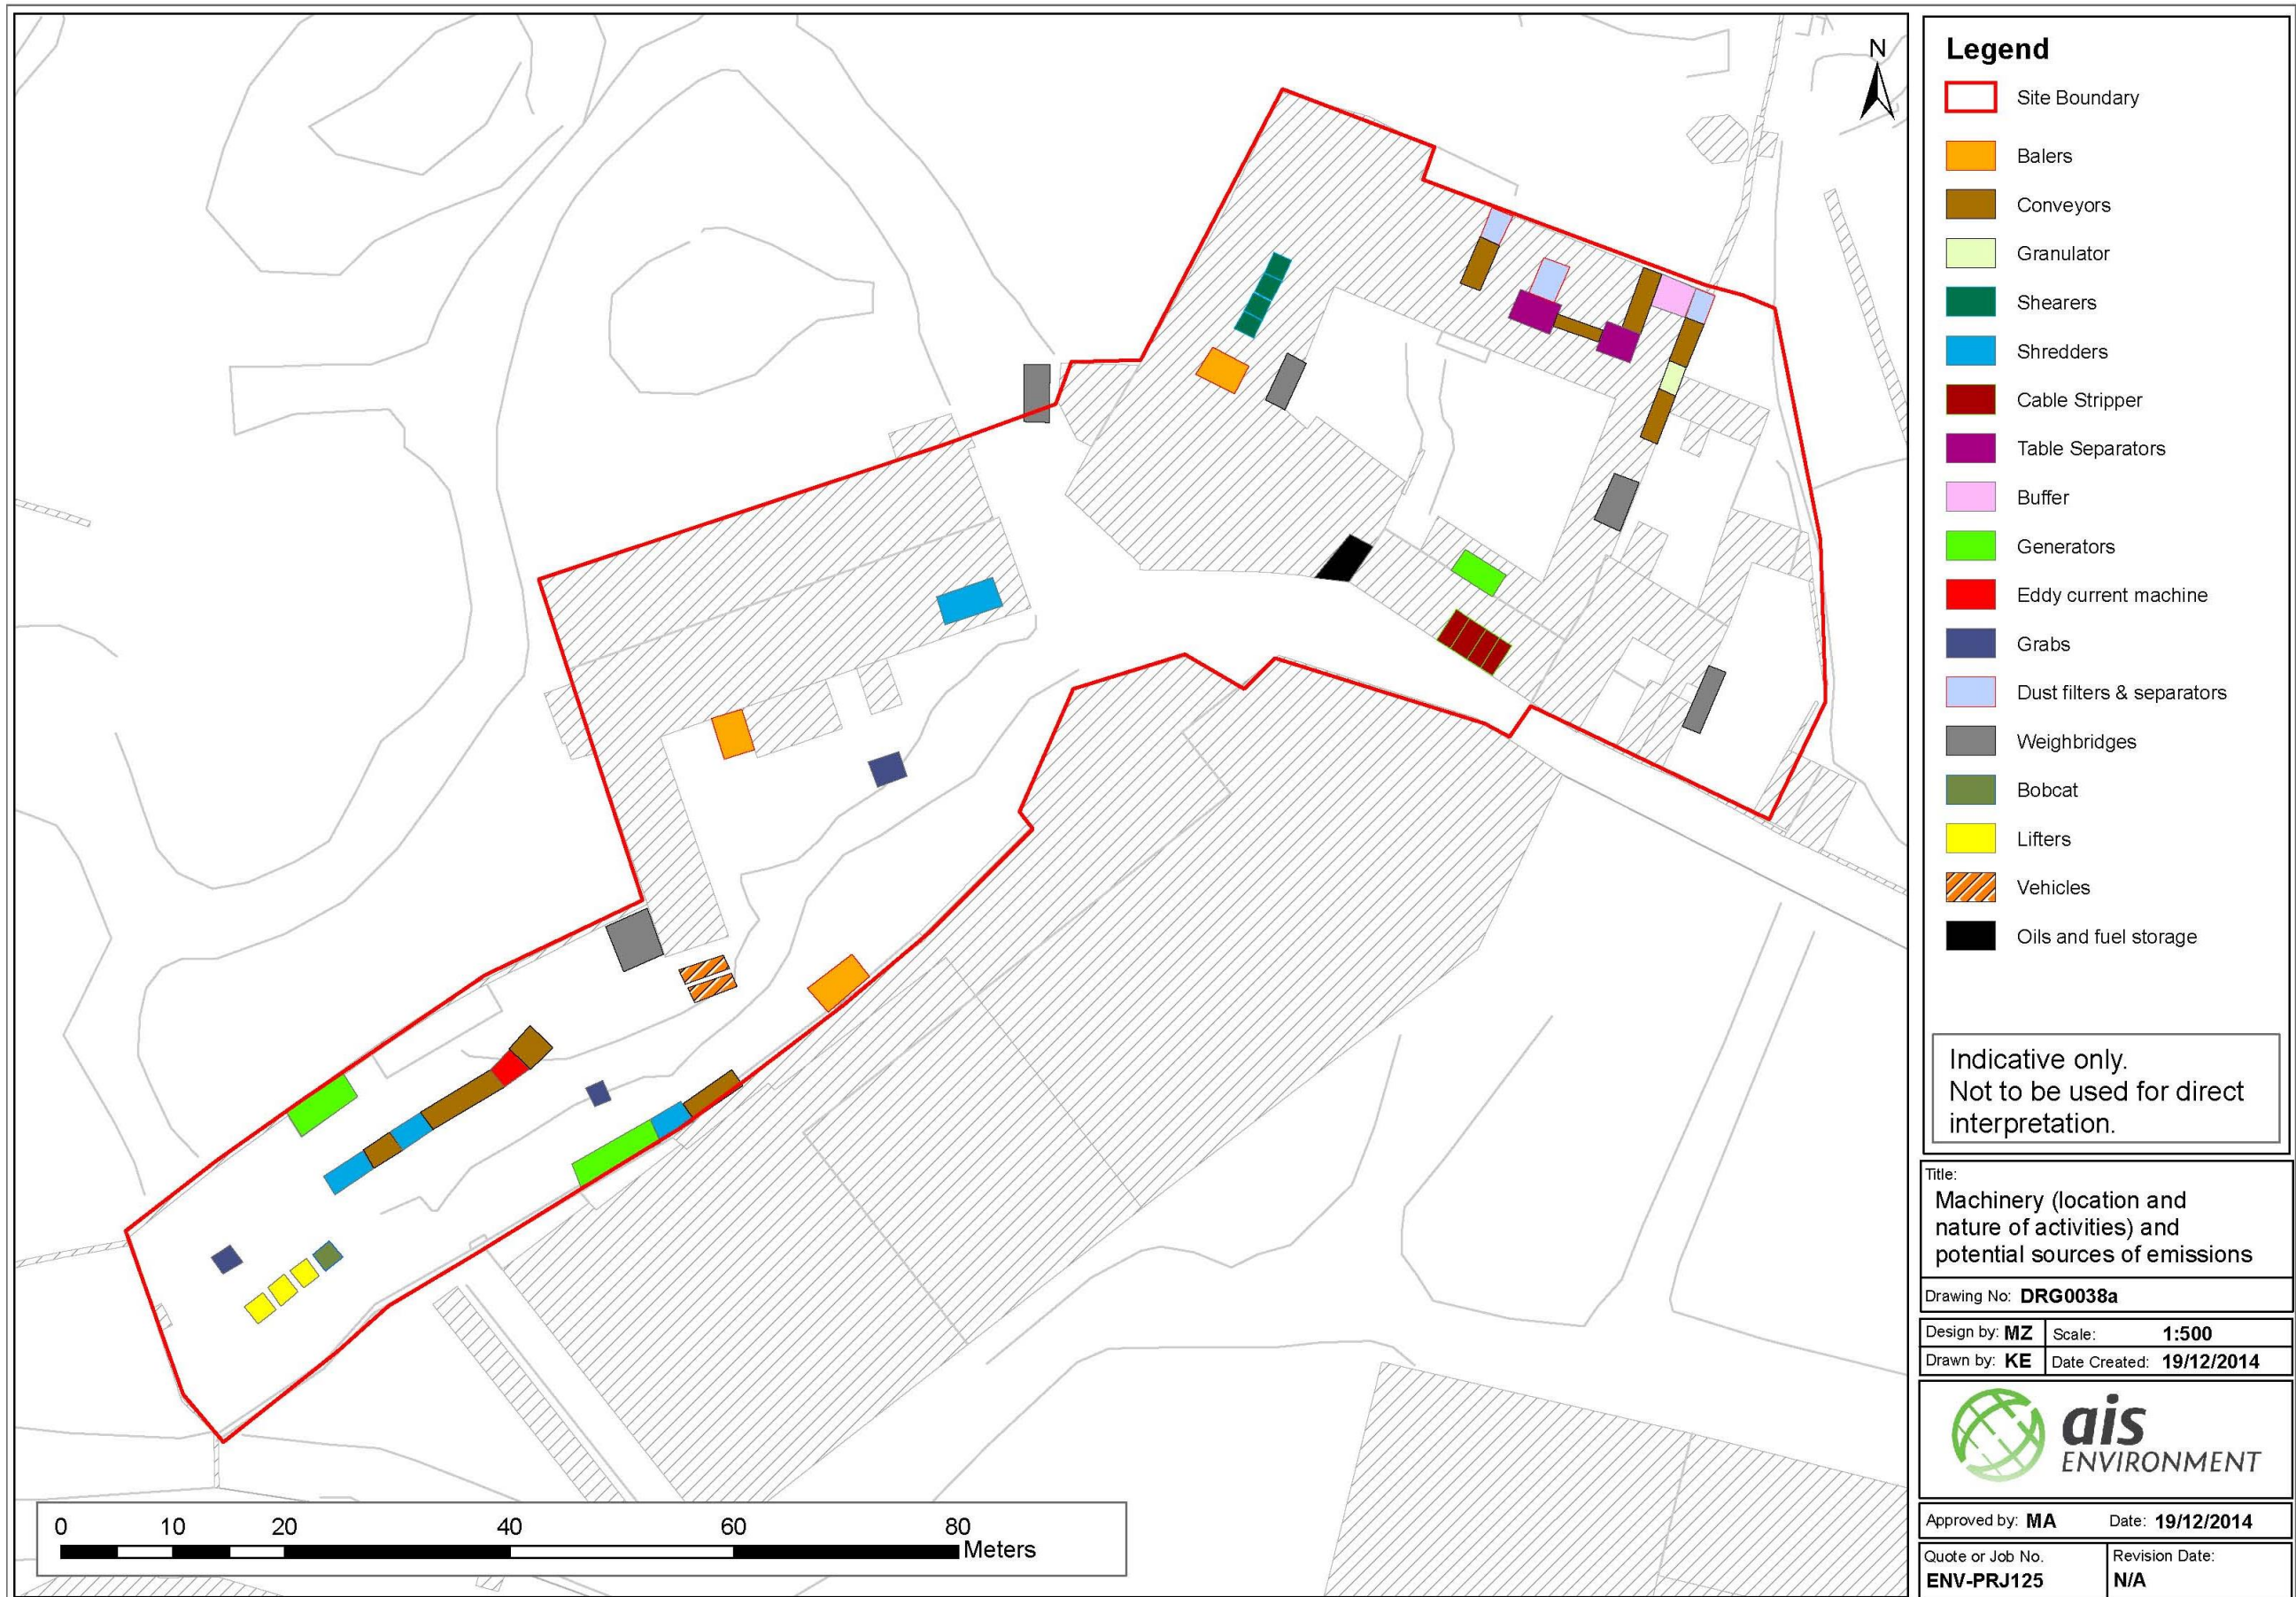 N
Legend
Site Boundary
Balers
Conveyors
Granulator
Shearers
Shredders
Cable Stripper
Table Separators
Buffer
Generators
Eddy current machine
Grabs
Dust filters & separators
Weighbridges
Bobcat
Lifters
Vehicles
Oils and fuel storage
Indicative only.
Not to be used for direct
interpretation.
Title:
Machinery (location and
nature of activities) and
potential sources of emissions
Drawing No: DRG0038a
Design by: MZ Scale: 1:500
Drawn by: KE Date Created: 19/12/2014
ais
ENVIRONMENT
Approved by: MA Date: 19/12/2014
Quote or Job No. Revision Date:
ENV-PRJ125 N/A
0 10 20 40 60 80
Meters